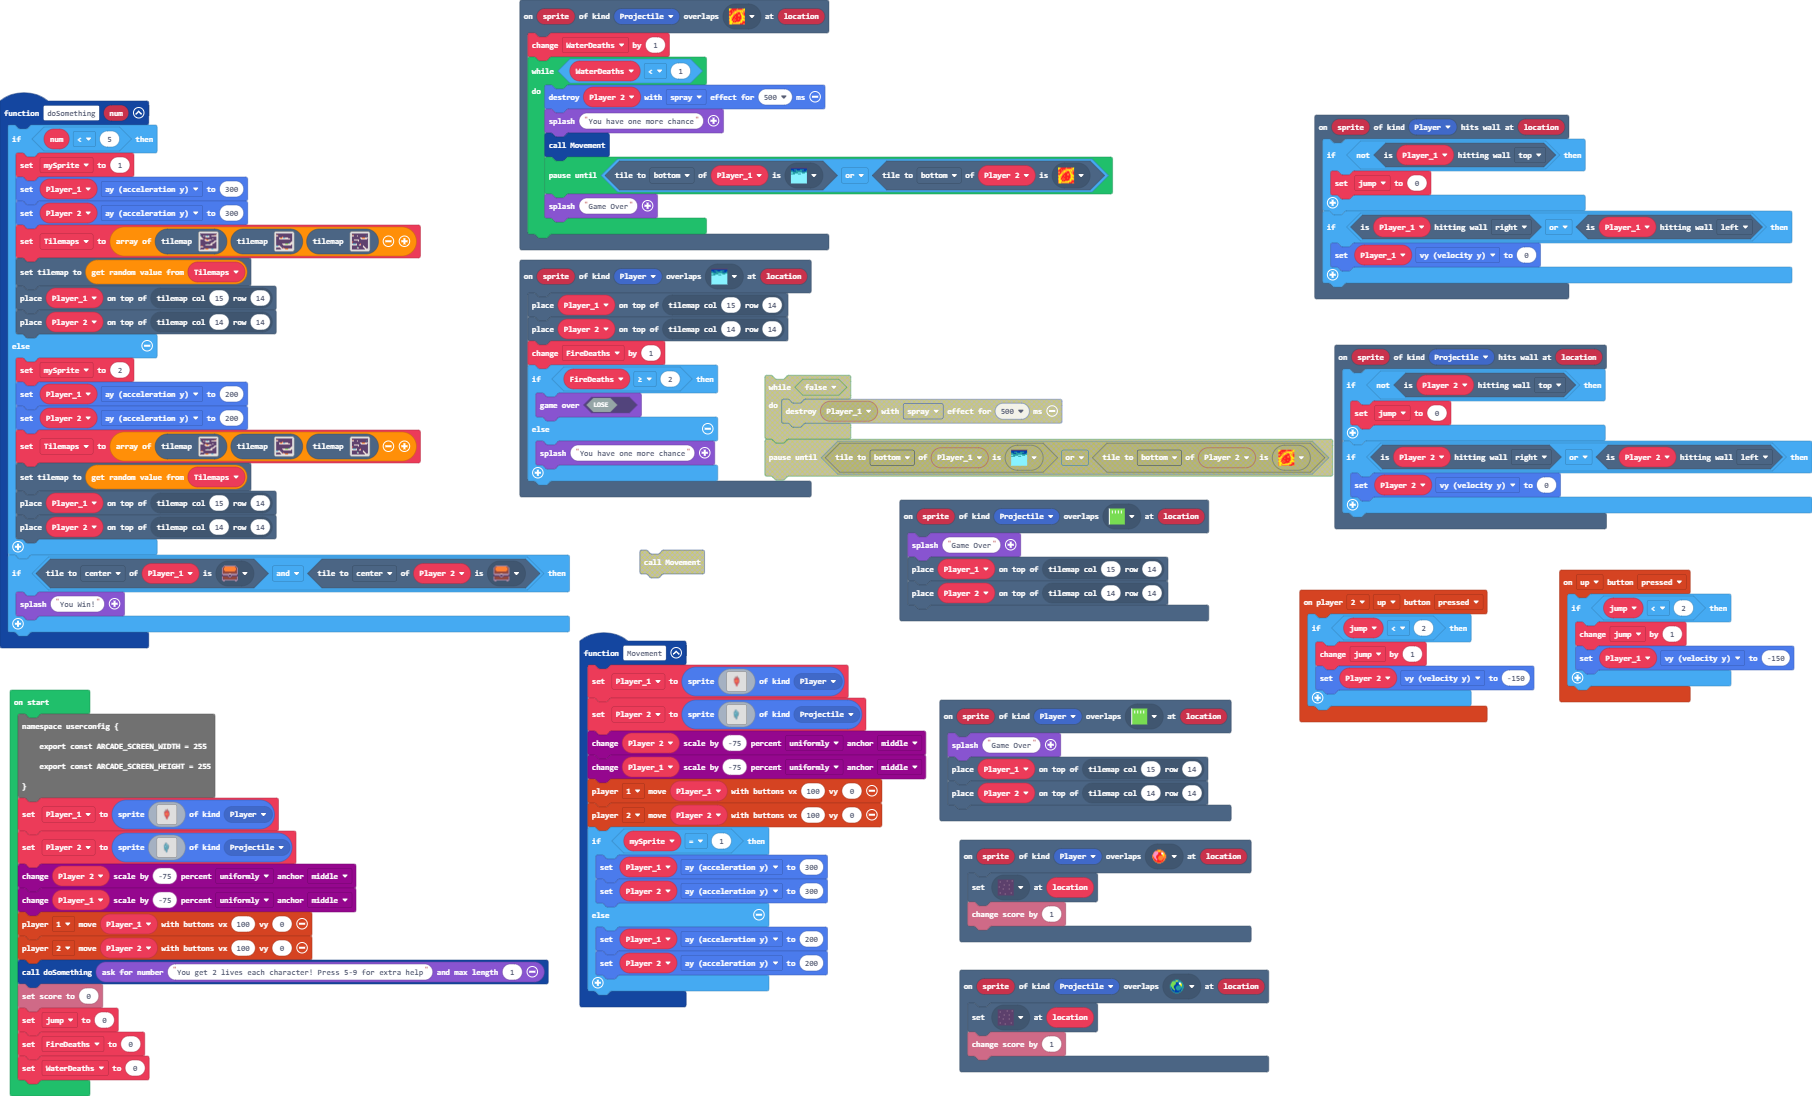 function doSomething num
if num < 5 then
set mySprite to 1
set Player_1 ay (acceleration y) to 300
set Player 2 ay (acceleration y) to 300
set Tilemaps to array of tilemap tilemap tilemap
set tilemap to get random value from Tilemaps
place Player_1 on top of tilemap col 15 row 14
place Player 2 on top of tilemap col 14 row 14
else
set mySprite to 2
set Player_1 ay (acceleration y) to 200
set Player 2 ay (acceleration y) to 200
set Tilemaps to array of tilemap tilemap tilemap
set tilemap to get random value from Tilemaps
place Player_1 on top of tilemap col 15 row 14
place Player 2 on top of tilemap col 14 row 14
if tile to center of Player_1 is and tile to center of Player 2 is then
splash "You Win!"
on start
namespace userconfig {
export const ARCADE_SCREEN_WIDTH = 255
export const ARCADE_SCREEN_HEIGHT = 255
}
set Player_1 to sprite of kind Player
set Player 2 to sprite of kind Projectile
change Player 2 scale by -75 percent uniformly anchor middle
change Player_1 scale by -75 percent uniformly anchor middle
player 1 move Player_1 with buttons vx 100 vy 0
player 2 move Player 2 with buttons vx 100 vy 0
call doSomething ask for number "You get 2 lives each character! Press 5-9 for extra help" and max length 1
set score to 0
set jump to 0
set FireDeaths to 0
set WaterDeaths to 0
on sprite of kind Projectile overlaps at location
change WaterDeaths by 1
while WaterDeaths < 1
do
destroy Player 2 with spray effect for 500 ms
splash "You have one more chance"
call Movement
pause until tile to bottom of Player_1 is or tile to bottom of Player 2 is
splash "Game Over"
on sprite of kind Player overlaps at location
place Player_1 on top of tilemap col 15 row 14
place Player 2 on top of tilemap col 14 row 14
change FireDeaths by 1
if FireDeaths ≥ 2 then
game over LOSE
else
splash "You have one more chance"
while false
do
destroy Player_1 with spray effect for 500 ms
pause until tile to bottom of Player_1 is or tile to bottom of Player 2 is
call Movement
function Movement
set Player_1 to sprite of kind Player
set Player 2 to sprite of kind Projectile
change Player 2 scale by -75 percent uniformly anchor middle
change Player_1 scale by -75 percent uniformly anchor middle
player 1 move Player_1 with buttons vx 100 vy 0
player 2 move Player 2 with buttons vx 100 vy 0
if mySprite = 1 then
set Player_1 ay (acceleration y) to 300
set Player 2 ay (acceleration y) to 300
else
set Player_1 ay (acceleration y) to 200
set Player 2 ay (acceleration y) to 200
on sprite of kind Projectile overlaps at location
splash "Game Over"
place Player_1 on top of tilemap col 15 row 14
place Player 2 on top of tilemap col 14 row 14
on sprite of kind Player overlaps at location
splash "Game Over"
place Player_1 on top of tilemap col 15 row 14
place Player 2 on top of tilemap col 14 row 14
on sprite of kind Player overlaps at location
set at location
change score by 1
on sprite of kind Projectile overlaps at location
set at location
change score by 1
on sprite of kind Player hits wall at location
if not is Player_1 hitting wall top then
set jump to 0
if is Player_1 hitting wall right or is Player_1 hitting wall left then
set Player_1 vy (velocity y) to 0
on sprite of kind Projectile hits wall at location
if not is Player 2 hitting wall top then
set jump to 0
if is Player 2 hitting wall right or is Player 2 hitting wall left then
set Player 2 vy (velocity y) to 0
on player 2 up button pressed
if jump < 2 then
change jump by 1
set Player 2 vy (velocity y) to -150
on up button pressed
if jump < 2 then
change jump by 1
set Player_1 vy (velocity y) to -150